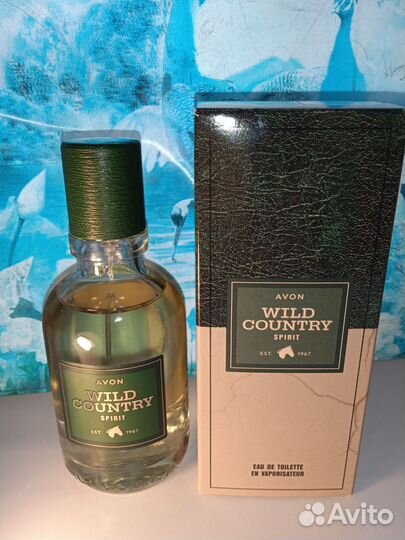 AVON
WILD
COUNTRY
SPIRIT
EST. 1967
EAU DE TOILETTE
EN VAPORISATEUR
AVON
WILD
COUNTRY
SPIRIT
EST. 1967
Avito